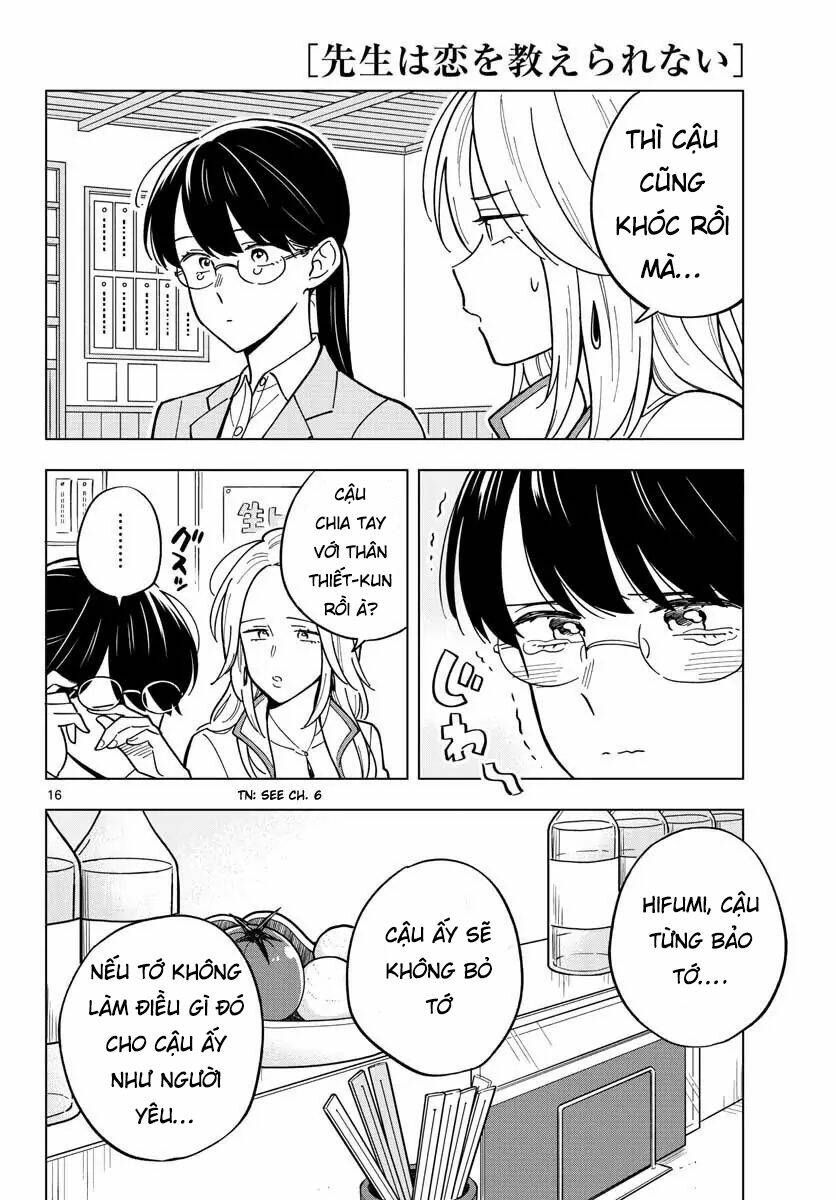 [先生は恋を教えられない]
THÌ CẬU
CŨNG
KHÓC RỒI
MÀ...
じわ〜
CẬU
CHIA TAY
VỚI THÂN
THIẾT-KUN
RỒI À?
生ビ
.........
グスッ
16
TN: SEE CH. 6
HIFUMI, CẬU
TỪNG BẢO
TỚ....
CẬU ẤY SẼ
KHÔNG BỎ
TỚ
NẾU TỚ KHÔNG
LÀM ĐIỀU GÌ ĐÓ
CHO CẬU ẤY
NHƯ NGƯỜI
YÊU...